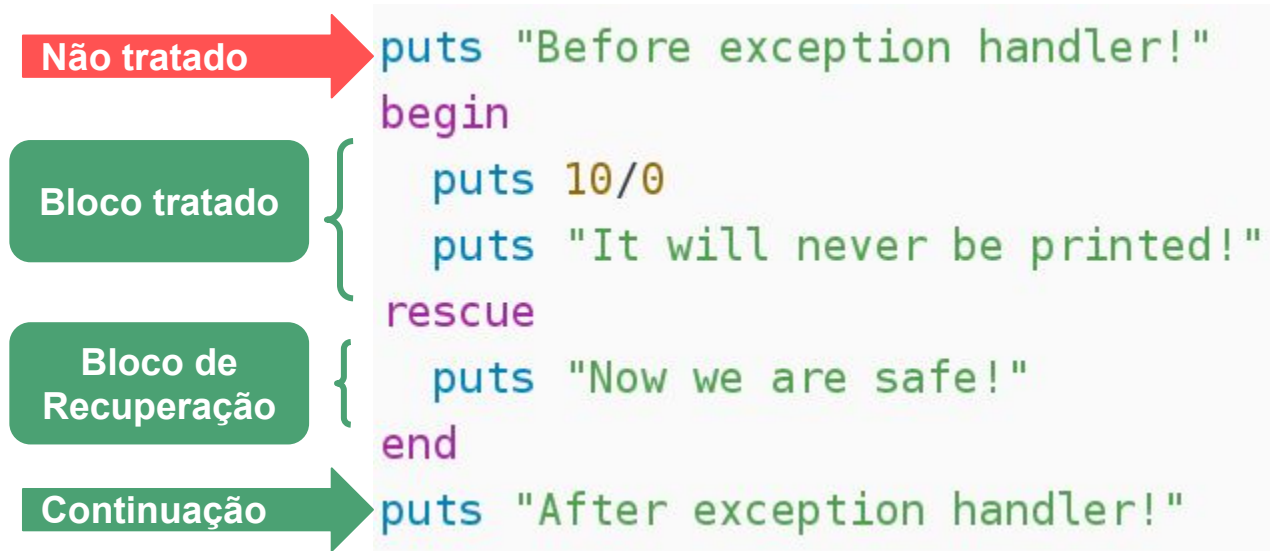 Não tratado
puts "Before exception handler!"
begin
Bloco tratado
puts 10/0
puts "It will never be printed!"
rescue
Bloco de
Recuperação
puts "Now we are safe!"
end
Continuação
puts "After exception handler!"